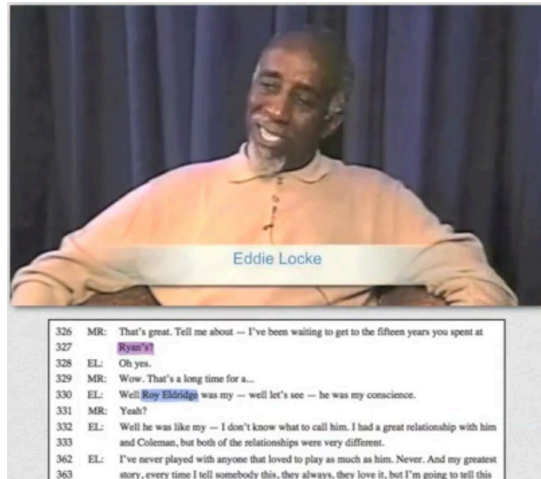 Eddie Locke
326 MR: That's great. Tell me about — I've been waiting to get to the fifteen years you spent at
327 Ryan's?
328 EL: Oh yes.
329 MR: Wow. That's a long time for a...
330 EL: Well Roy Eldridge was my — well let's see — he was my conscience.
331 MR: Yeah?
332 EL: Well he was like my — I don't know what to call him. I had a great relationship with him
333 and Coleman, but both of the relationships were very different.
362 EL: I've never played with anyone that loved to play as much as him. Never. And my greatest
363 story, every time I tell somebody this, they always, they love it, but I'm going to tell this